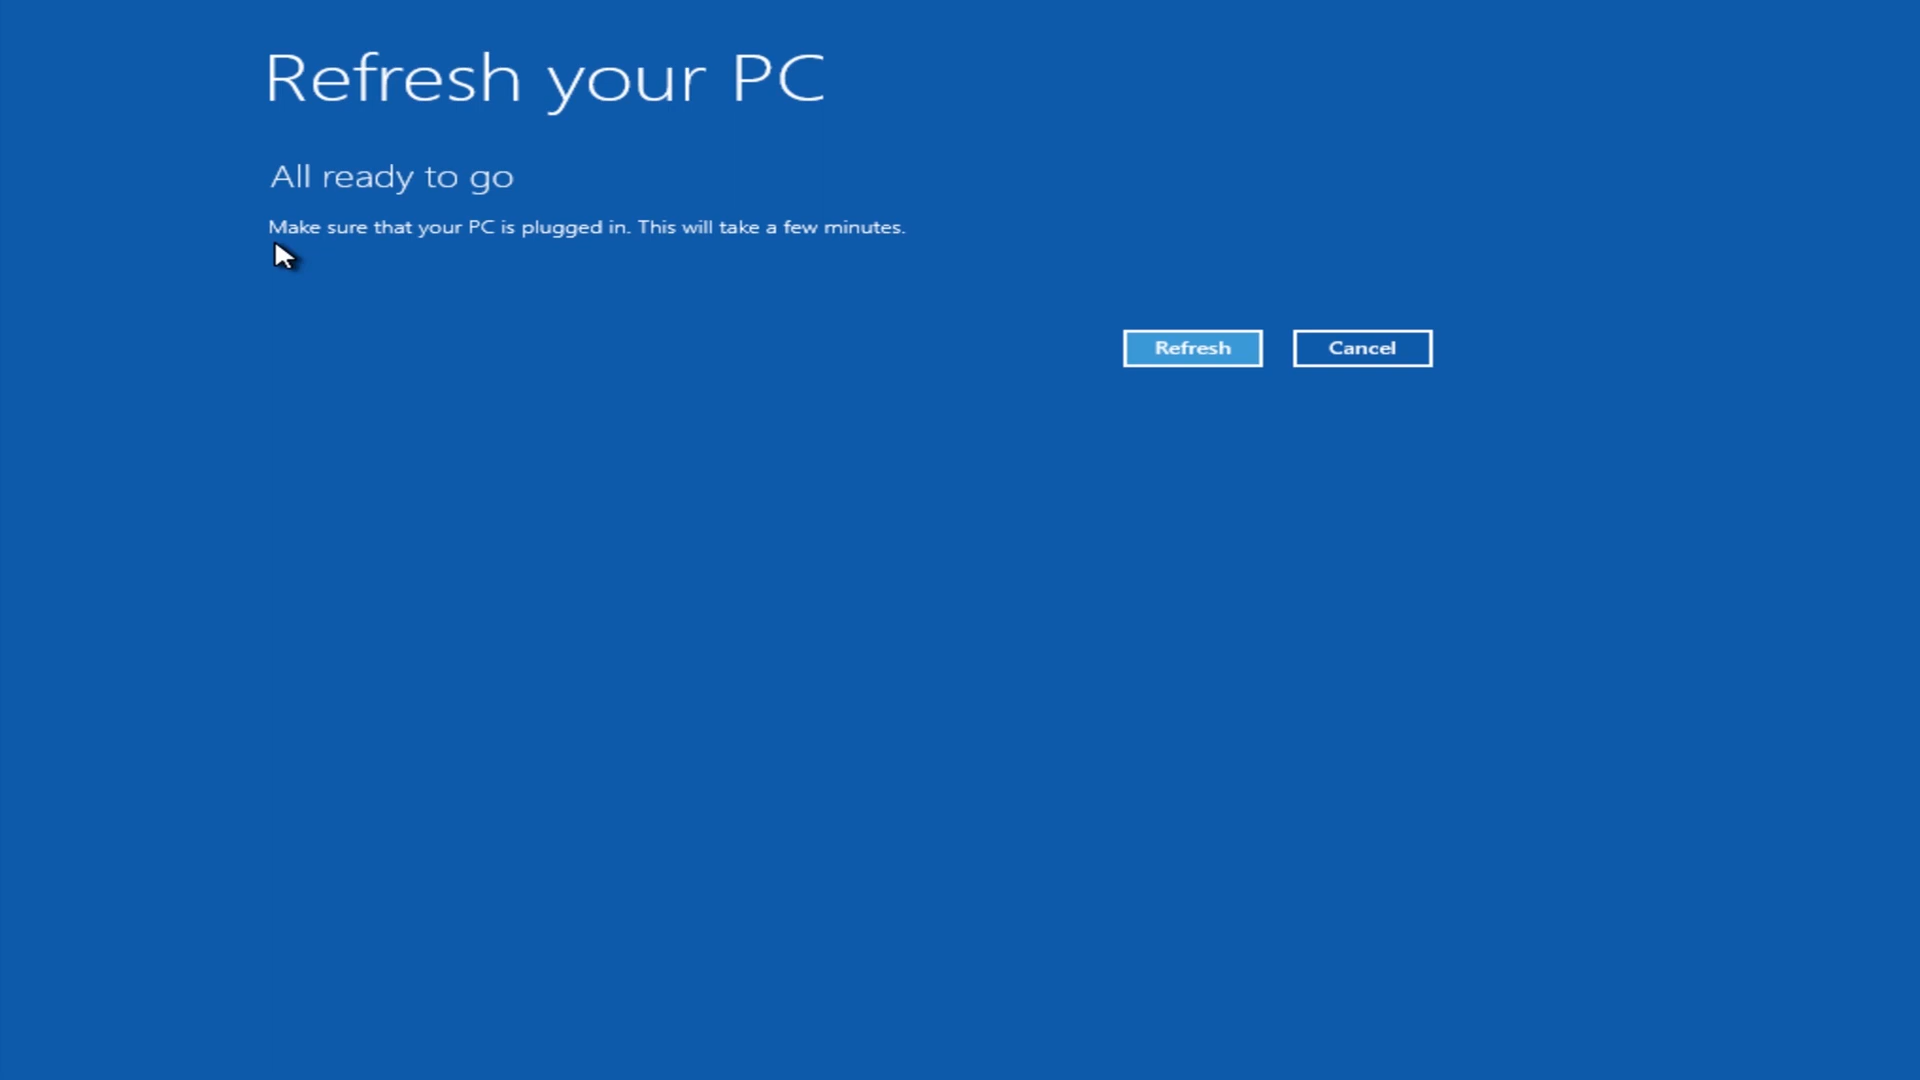 Refresh your PC
All ready to go
Make sure that your PC is plugged in. This will take a few minutes.
Refresh
Cancel